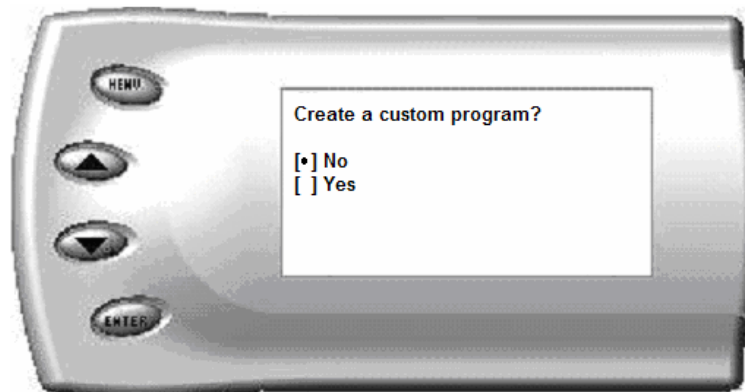 MENU
Create a custom program?
[•] No
[ ] Yes
ENTER